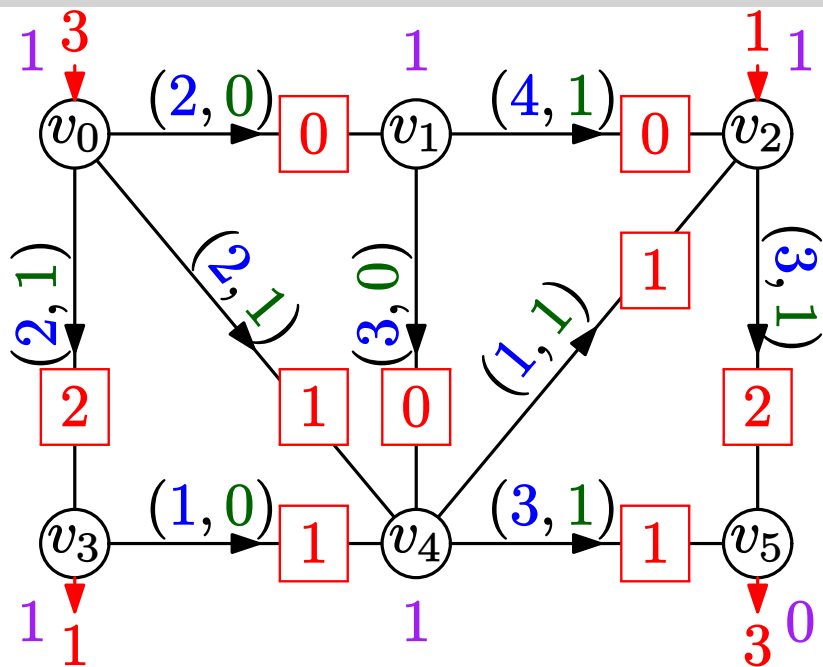 1 3 1 1 1
(2, 0) (4, 1)
v0 0 v1 0 v2
(2, 1) (2, 1) (3, 0) (1, 1) 1 (3, 1)
2 1 0 2
(1, 0) (3, 1)
v3 1 v4 1 v5
1 1 1 3 0